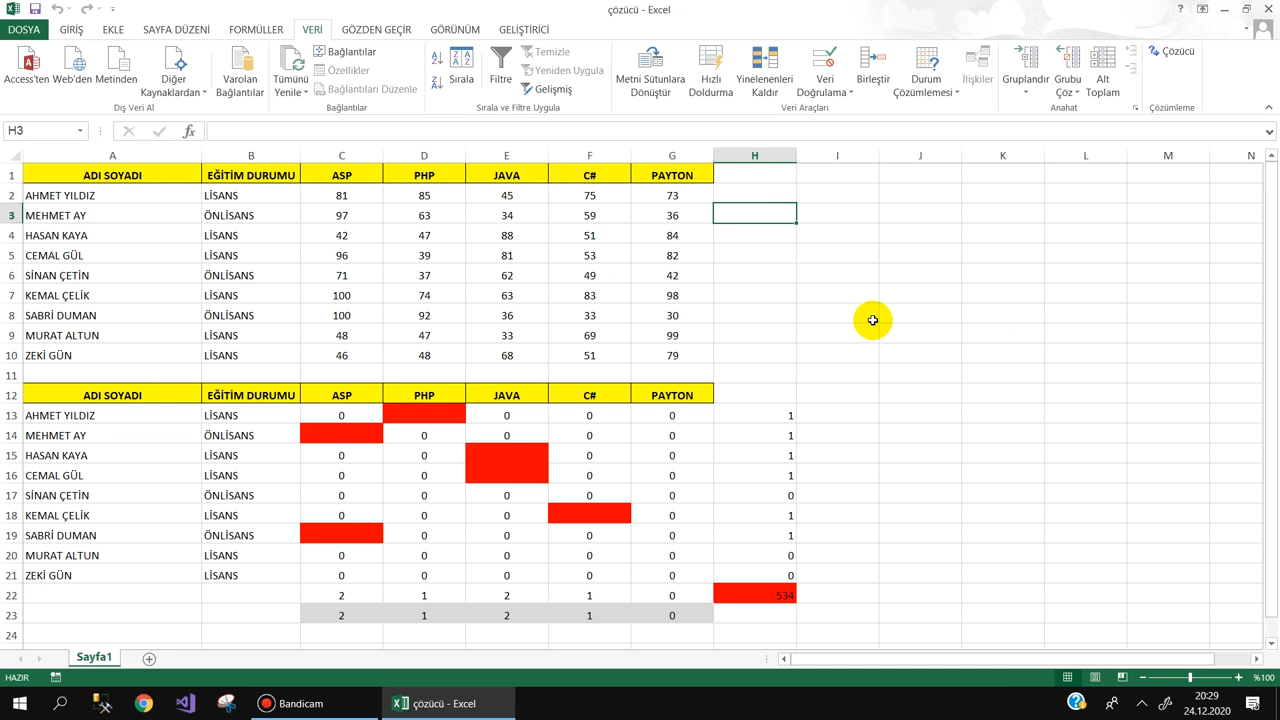 çözücü - Excel
DOSYA GİRİŞ EKLE SAYFA DÜZENİ FORMÜLLER VERİ GÖZDEN GEÇİR GÖRÜNÜM GELİŞTİRİCİ
Access'ten Web'den Metinden Diğer Kaynaklardan
Varolan Bağlantılar
Tümünü Yenile
Bağlantılar
Özellikler
Bağlantıları Düzenle
Sırala
Filtre
Temizle
Yeniden Uygula
Gelişmiş
Metni Sütunlara Dönüştür
Hızlı Doldurma
Yinelenenleri Kaldır
Veri Doğrulama
Birleştir
Durum Çözümlemesi
İlişkiler
Gruplandır
Grubu Çöz
Alt Toplam
Çözücü
Dış Veri Al Bağlantılar Sırala ve Filtre Uygula Veri Araçları Anahat Çözümleme
H3 fx
A B C D E F G H I J K L M N
1 ADI SOYADI EĞİTİM DURUMU ASP PHP JAVA C# PAYTON
2 AHMET YILDIZ LİSANS 81 85 45 75 73
3 MEHMET AY ÖNLİSANS 97 63 34 59 36
4 HASAN KAYA LİSANS 42 47 88 51 84
5 CEMAL GÜL LİSANS 96 39 81 53 82
6 SİNAN ÇETİN ÖNLİSANS 71 37 62 49 42
7 KEMAL ÇELİK LİSANS 100 74 63 83 98
8 SABRİ DUMAN ÖNLİSANS 100 92 36 33 30
9 MURAT ALTUN LİSANS 48 47 33 69 99
10 ZEKİ GÜN LİSANS 46 48 68 51 79
11
12 ADI SOYADI EĞİTİM DURUMU ASP PHP JAVA C# PAYTON
13 AHMET YILDIZ LİSANS 0 0 0 0 1
14 MEHMET AY ÖNLİSANS 0 0 0 0 1
15 HASAN KAYA LİSANS 0 0 0 0 1
16 CEMAL GÜL LİSANS 0 0 0 0 1
17 SİNAN ÇETİN ÖNLİSANS 0 0 0 0 0 0
18 KEMAL ÇELİK LİSANS 0 0 0 0 1
19 SABRİ DUMAN ÖNLİSANS 0 0 0 0 1
20 MURAT ALTUN LİSANS 0 0 0 0 0 0
21 ZEKİ GÜN LİSANS 0 0 0 0 0 0
22 2 1 2 1 0 534
23 2 1 2 1 0
24
Sayfa1
HAZIR %100
Bandicam
çözücü - Excel
20:29
24.12.2020